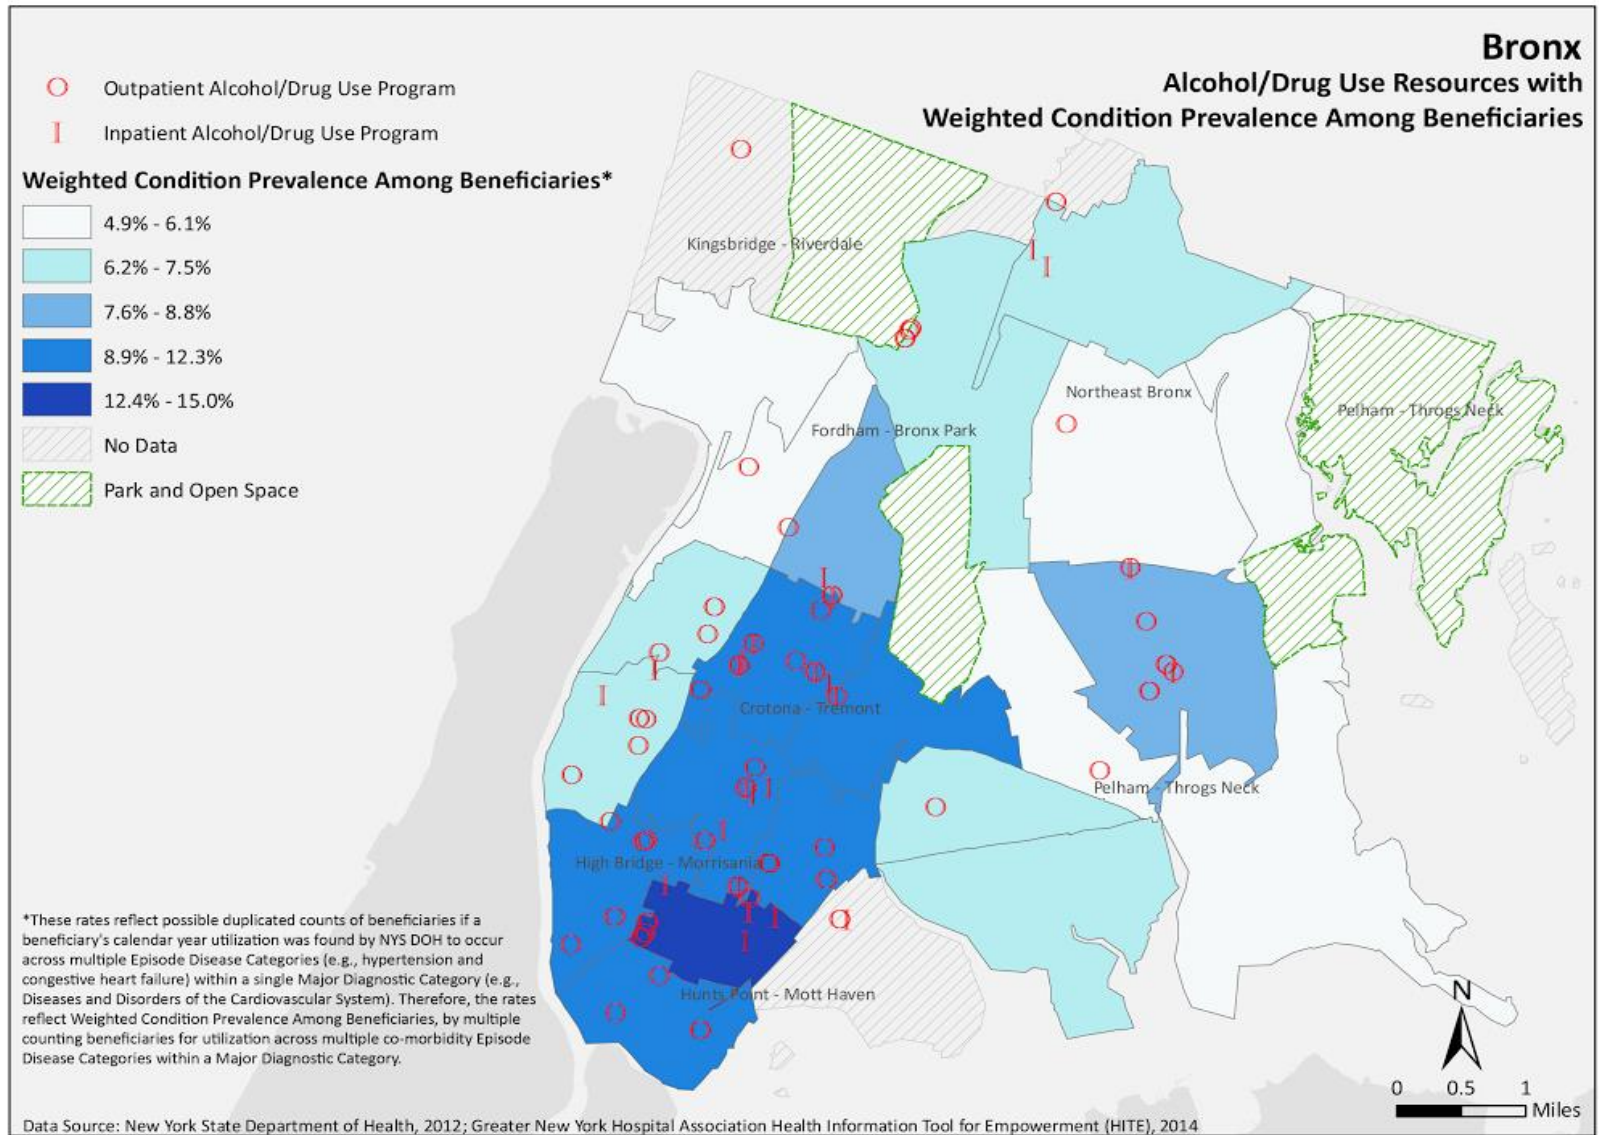 Bronx
Alcohol/Drug Use Resources with
Weighted Condition Prevalence Among Beneficiaries
Outpatient Alcohol/Drug Use Program
Inpatient Alcohol/Drug Use Program
Weighted Condition Prevalence Among Beneficiaries*
4.9% - 6.1%
6.2% - 7.5%
7.6% - 8.8%
8.9% - 12.3%
12.4% - 15.0%
No Data
Park and Open Space
Kingsbridge - Riverdale
Northeast Bronx
Pelham - Throgs Neck
Fordham - Bronx Park
Crotona - Tremont
Pelham - Throgs Neck
High Bridge - Morrisania
Hunts Point - Mott Haven
*These rates reflect possible duplicated counts of beneficiaries if a
beneficiary's calendar year utilization was found by NYS DOH to occur
across multiple Episode Disease Categories (e.g., hypertension and
congestive heart failure) within a single Major Diagnostic Category (e.g.,
Diseases and Disorders of the Cardiovascular System). Therefore, the rates
reflect Weighted Condition Prevalence Among Beneficiaries, by multiple
counting beneficiaries for utilization across multiple co-morbidity Episode
Disease Categories within a Major Diagnostic Category.
N
0 0.5 1
Miles
Data Source: New York State Department of Health, 2012; Greater New York Hospital Association Health Information Tool for Empowerment (HITE), 2014